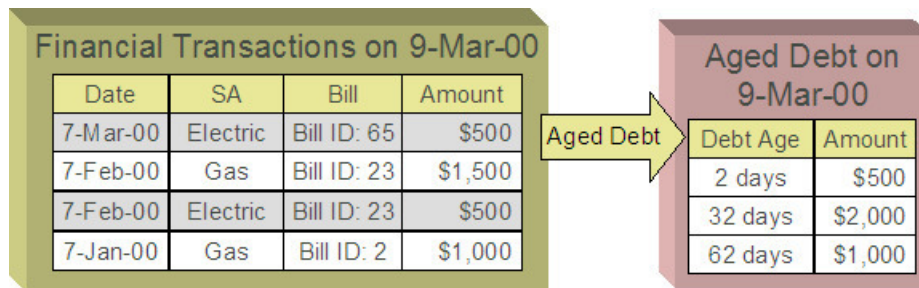 Financial Transactions on 9-Mar-00
Date SA Bill Amount
7-Mar-00 Electric Bill ID: 65 $500
7-Feb-00 Gas Bill ID: 23 $1,500
7-Feb-00 Electric Bill ID: 23 $500
7-Jan-00 Gas Bill ID: 2 $1,000
Aged Debt
Aged Debt on
9-Mar-00
Debt Age Amount
2 days $500
32 days $2,000
62 days $1,000